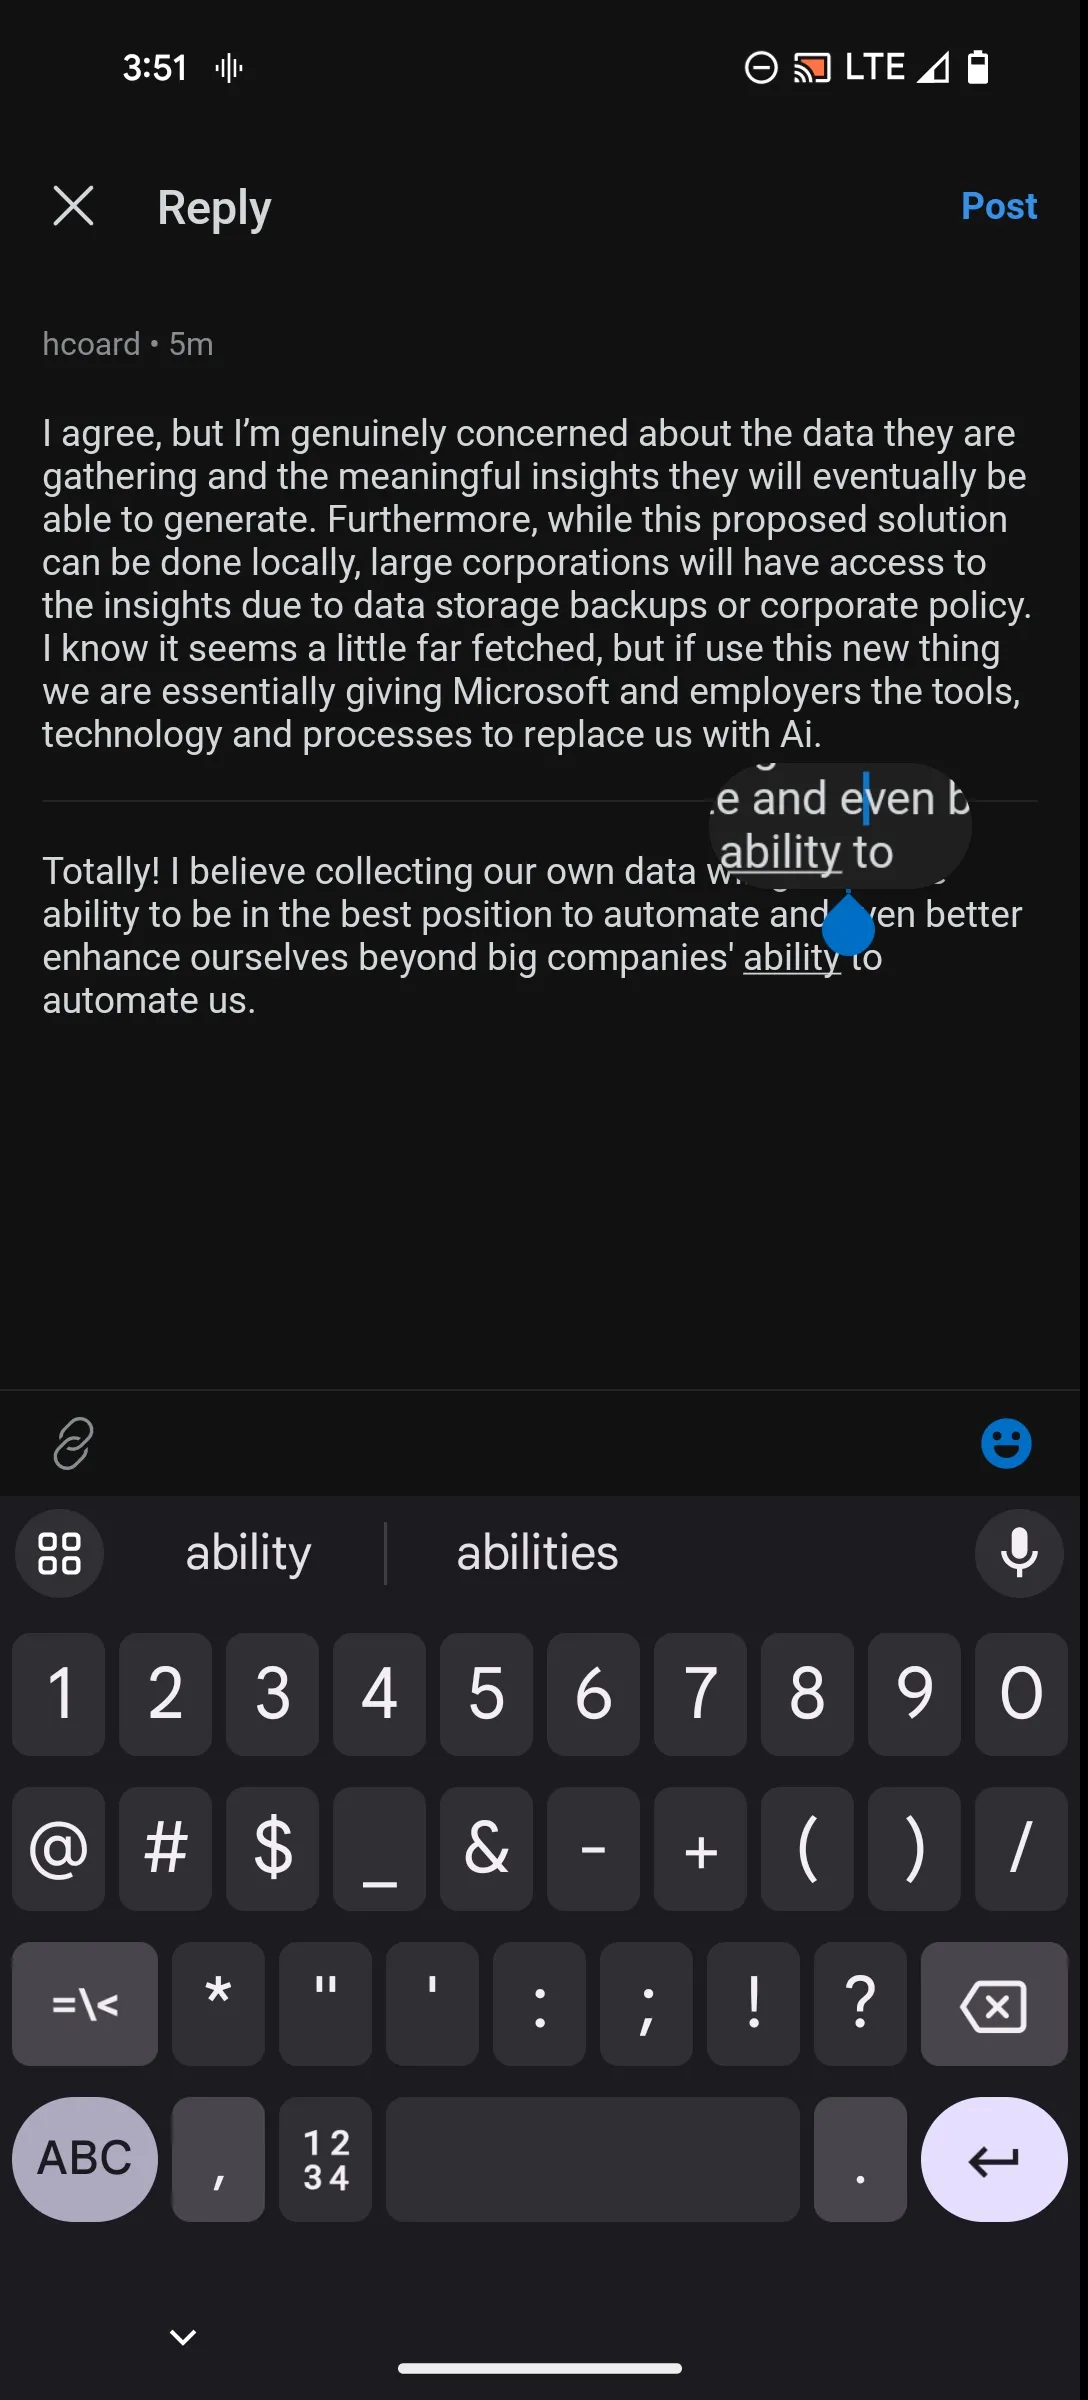 3:51
LTE
Reply
Post
hcoard • 5m
I agree, but I’m genuinely concerned about the data they are
gathering and the meaningful insights they will eventually be
able to generate. Furthermore, while this proposed solution
can be done locally, large corporations will have access to
the insights due to data storage backups or corporate policy.
I know it seems a little far fetched, but if use this new thing
we are essentially giving Microsoft and employers the tools,
technology and processes to replace us with Ai.
e and even b
ability to
Totally! I believe collecting our own data
ability to be in the best position to automate and even better
enhance ourselves beyond big companies' ability to
automate us.
ability
abilities
1 2 3 4 5 6 7 8 9 0
@ # $ _ & - + ( ) /
=\< * " ' : ; ! ?
ABC , 1 2 3 4 .